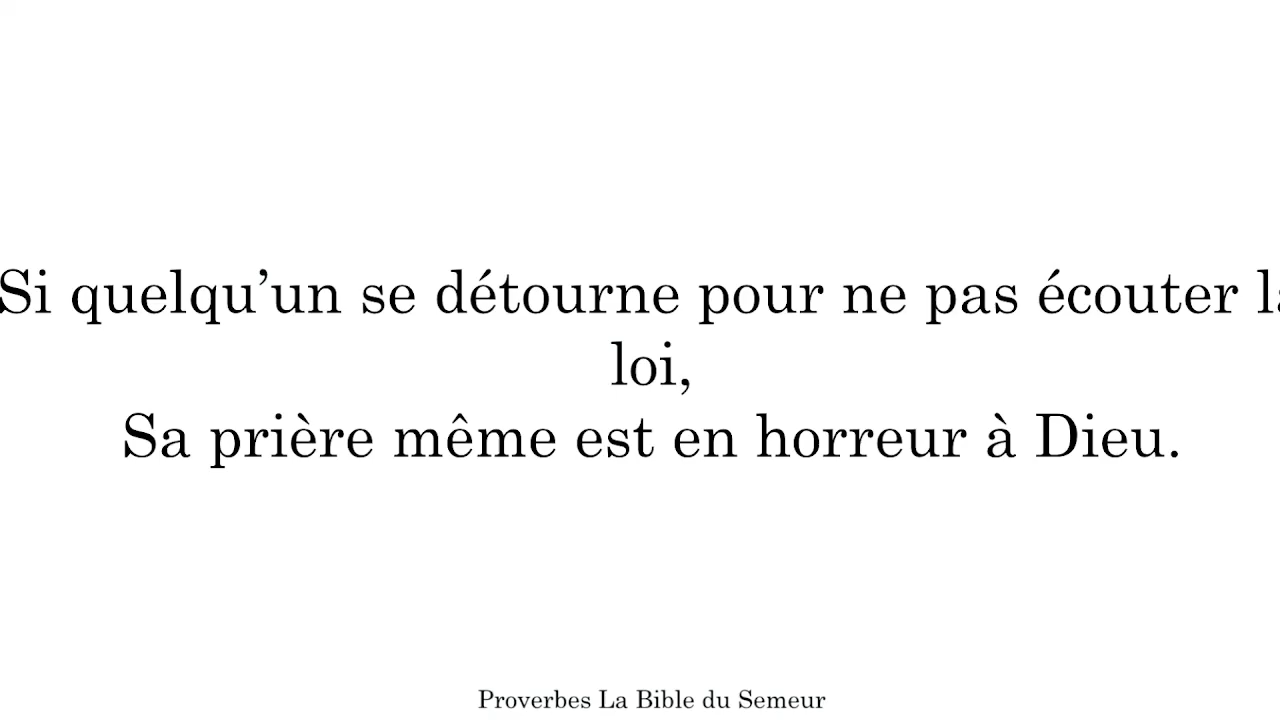 Si quelqu’un se détourne pour ne pas écouter la
loi,
Sa prière même est en horreur à Dieu.
Proverbes La Bible du Semeur